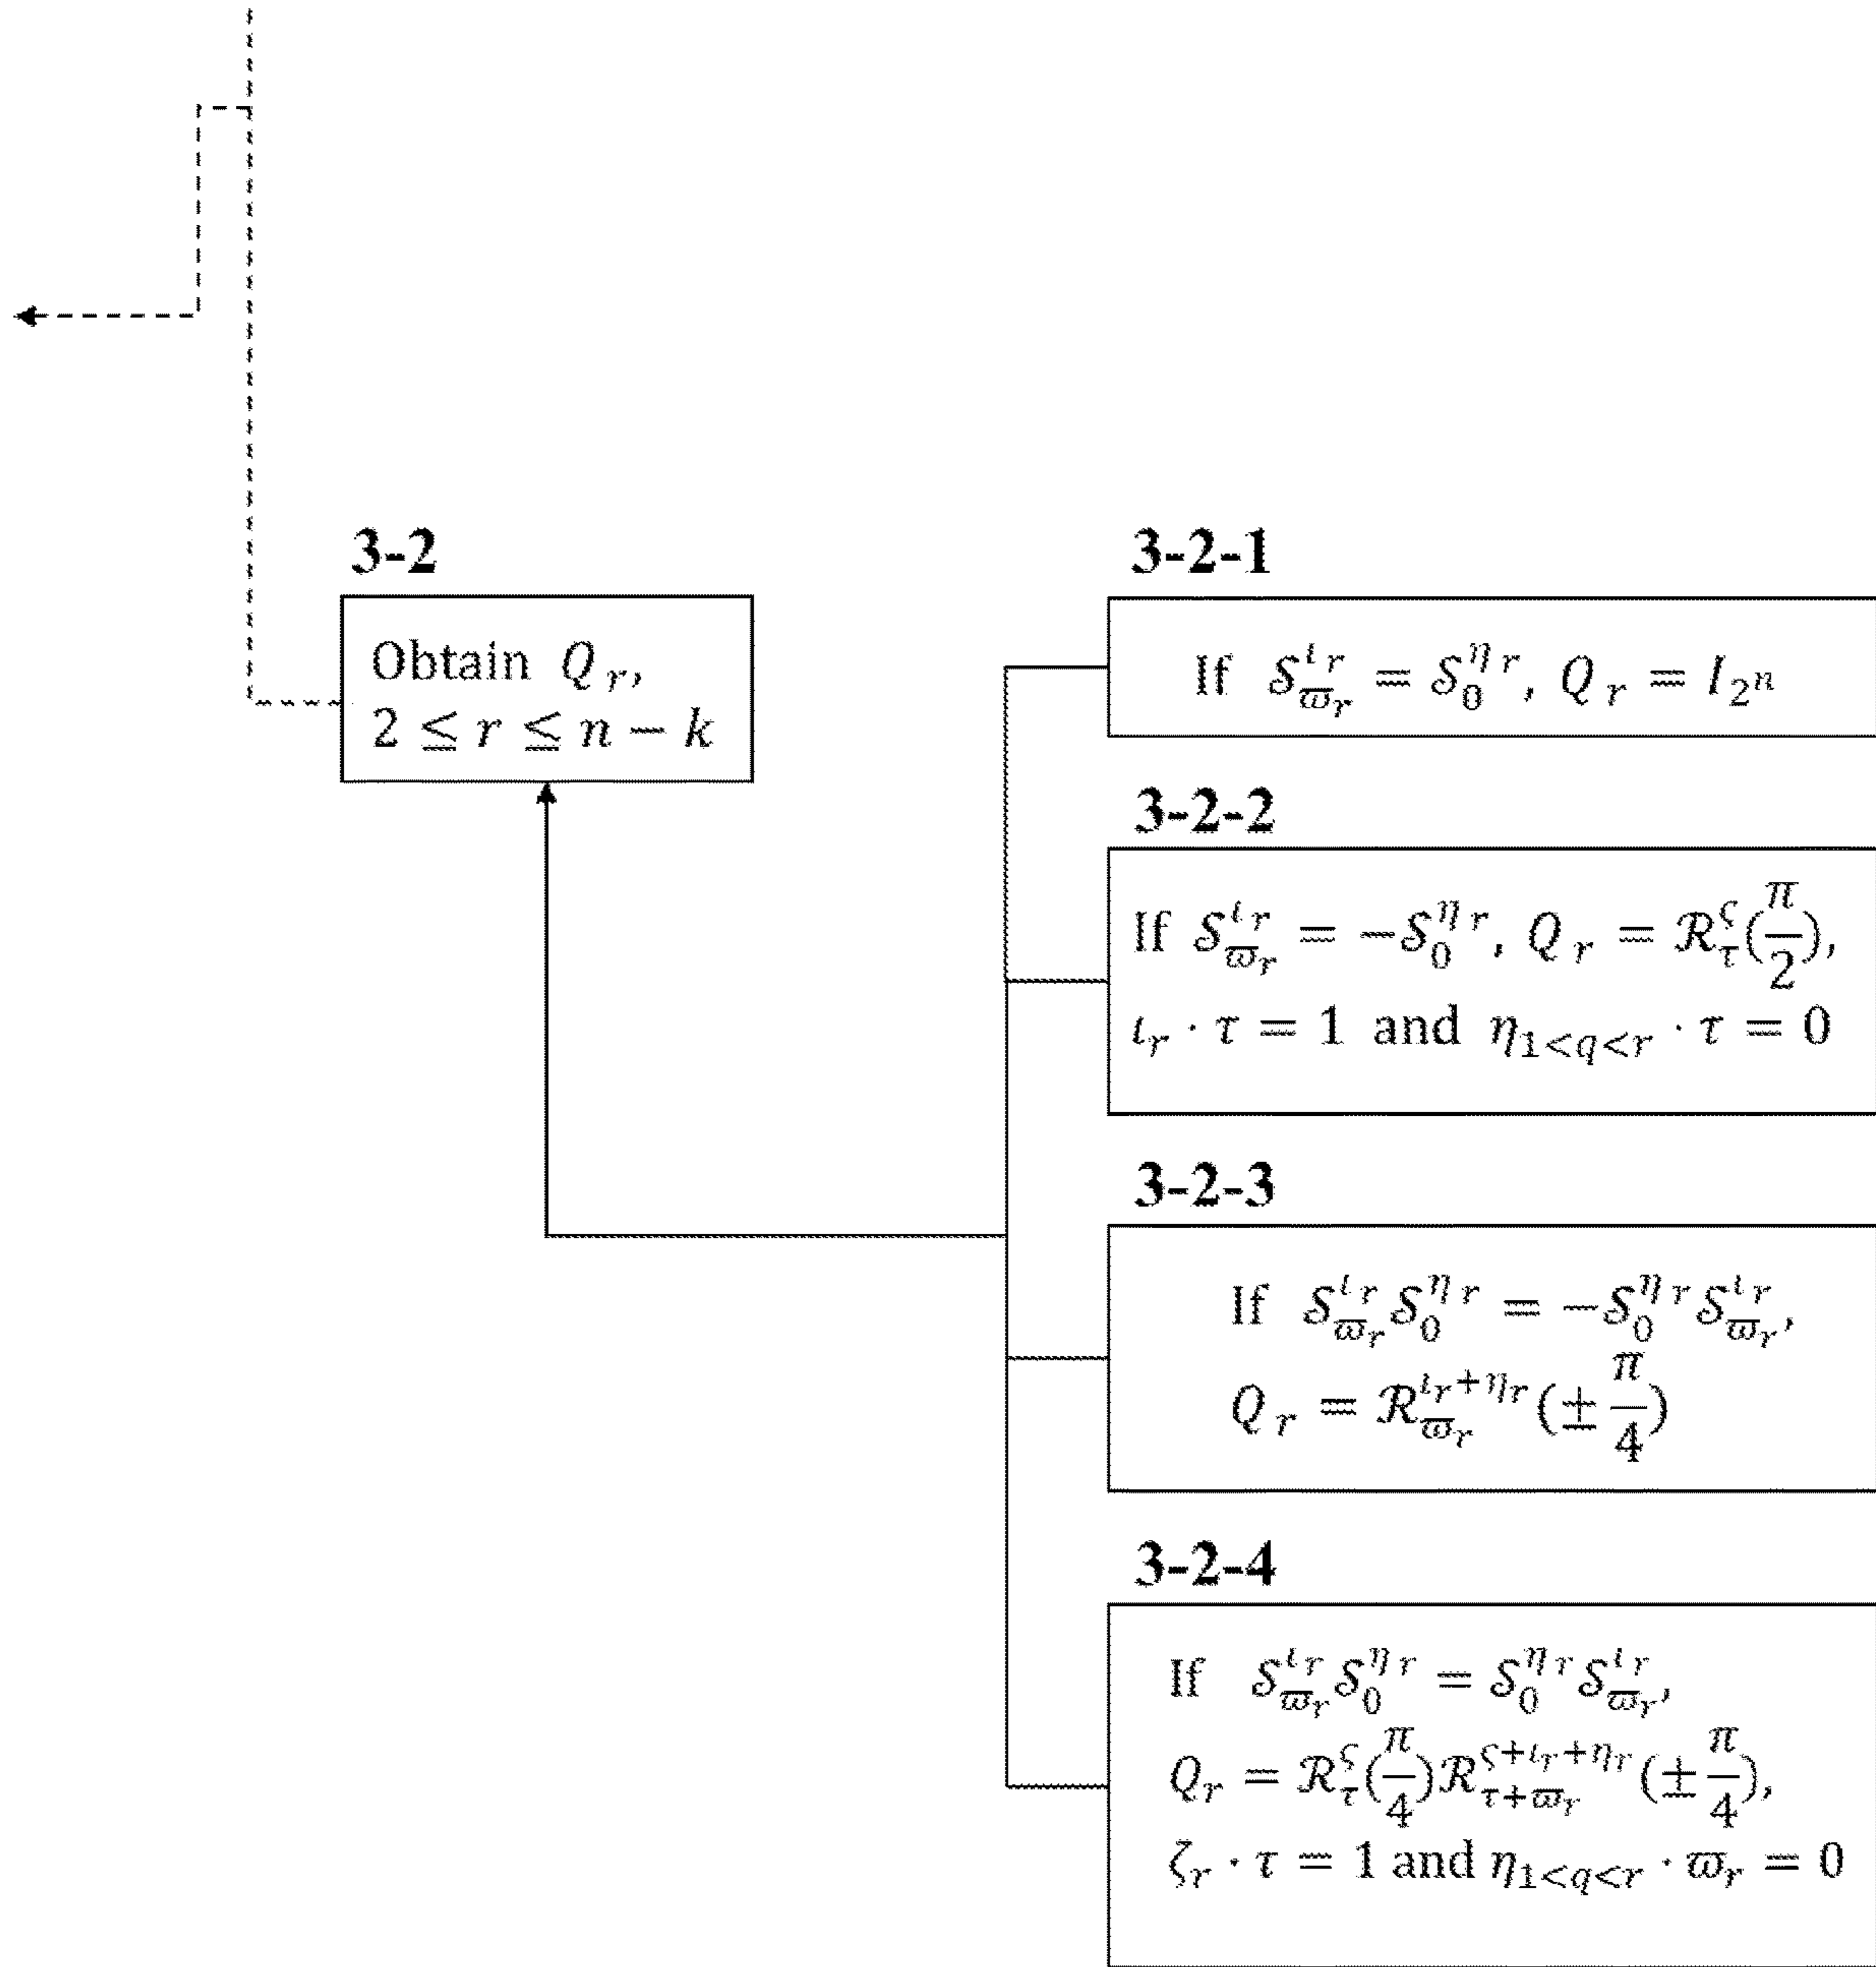 3-2
Obtain Q_r,
2 ≤ r ≤ n − k
3-2-1
If 𝒮^{ι_r}_{ϖ_r} = 𝒮^{η_r}_0, Q_r = I_{2^n}
3-2-2
If 𝒮^{ι_r}_{ϖ_r} = −𝒮^{η_r}_0, Q_r = ℛ^ς_τ(π/2),
ι_r · τ = 1 and η_{1<q<r} · τ = 0
3-2-3
If 𝒮^{ι_r}_{ϖ_r}𝒮^{η_r}_0 = −𝒮^{η_r}_0𝒮^{ι_r}_{ϖ_r},
Q_r = ℛ^{ι_r+η_r}_{ϖ_r}(±π/4)
3-2-4
If 𝒮^{ι_r}_{ϖ_r}𝒮^{η_r}_0 = 𝒮^{η_r}_0𝒮^{ι_r}_{ϖ_r},
Q_r = ℛ^ς_τ(π/4)ℛ^{ς+ι_r+η_r}_{τ+ϖ_r}(±π/4),
ζ_r · τ = 1 and η_{1<q<r} · ϖ_r = 0